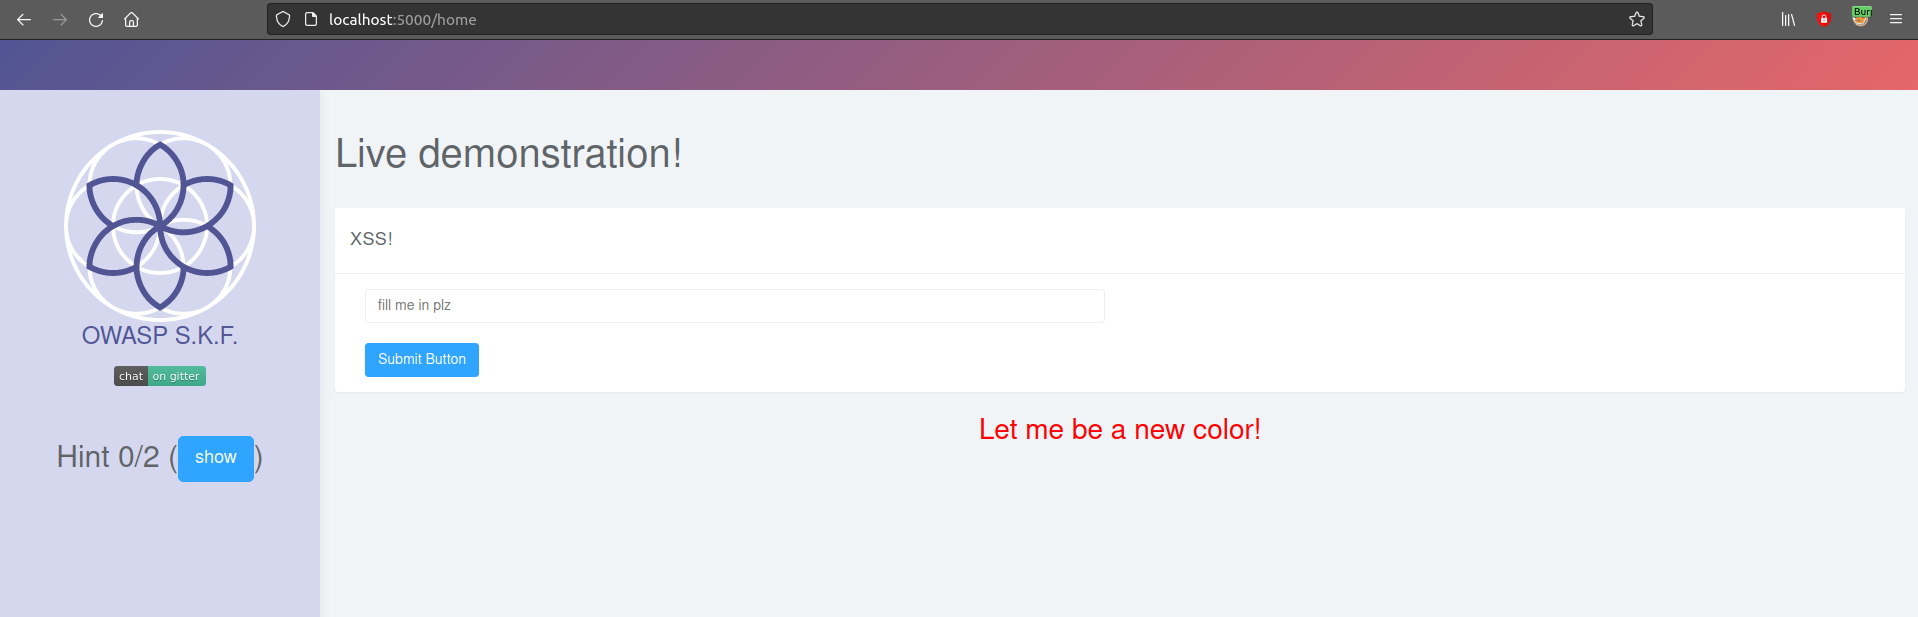 localhost:5000/home
Bur
Live demonstration!
XSS!
fill me in plz
Submit Button
OWASP S.K.F.
chat on gitter
Let me be a new color!
Hint 0/2 (show)